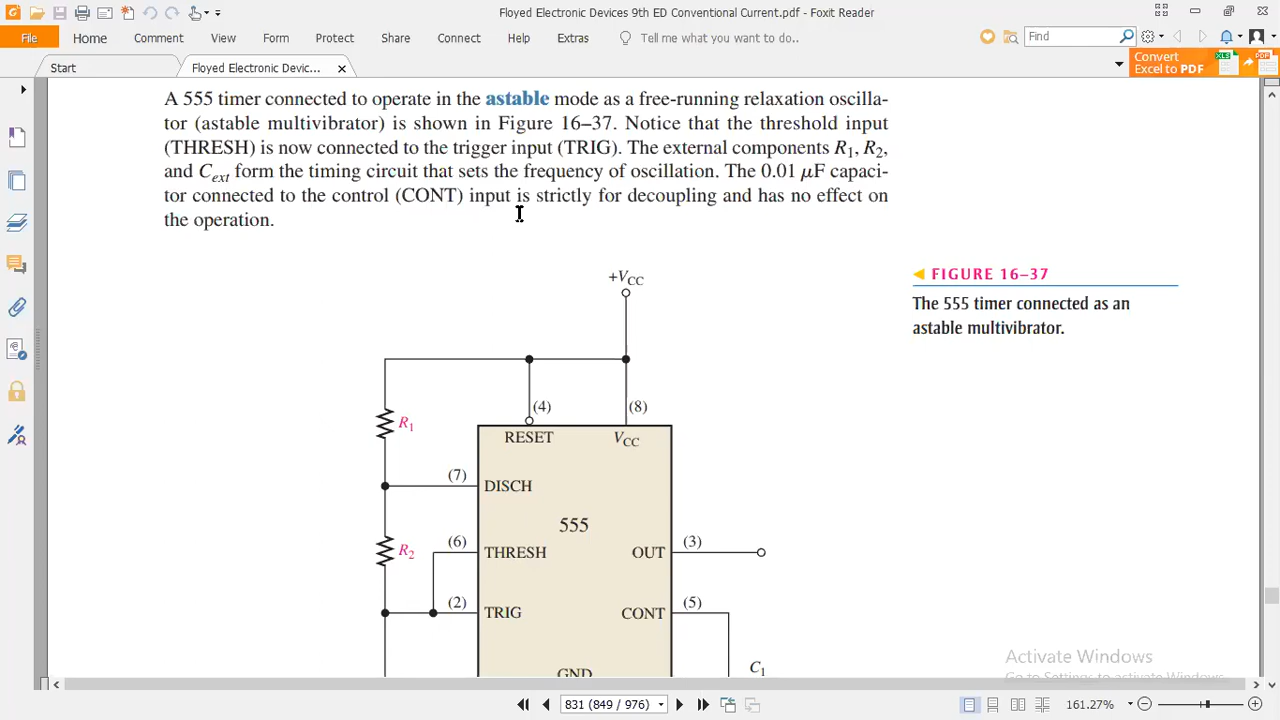 Floyed Electronic Devices 9th ED Conventional Current.pdf - Foxit Reader
File Home Comment View Form Protect Share Connect Help Extras Tell me what you want to do.. Find
Start Floyed Electronic Devic... Convert
Excel to PDF
A 555 timer connected to operate in the astable mode as a free-running relaxation oscilla-
tor (astable multivibrator) is shown in Figure 16–37. Notice that the threshold input
(THRESH) is now connected to the trigger input (TRIG). The external components R1, R2,
and Cext form the timing circuit that sets the frequency of oscillation. The 0.01 μF capaci-
tor connected to the control (CONT) input is strictly for decoupling and has no effect on
the operation.
+VCC
FIGURE 16–37
The 555 timer connected as an
astable multivibrator.
(4) (8)
R1
RESET VCC
(7)
DISCH
555
(6) (3)
R2 THRESH OUT
(2) (5)
TRIG CONT
GND C1
Activate Windows
Go to Settings to activate Windows.
831 (849 / 976) 161.27%